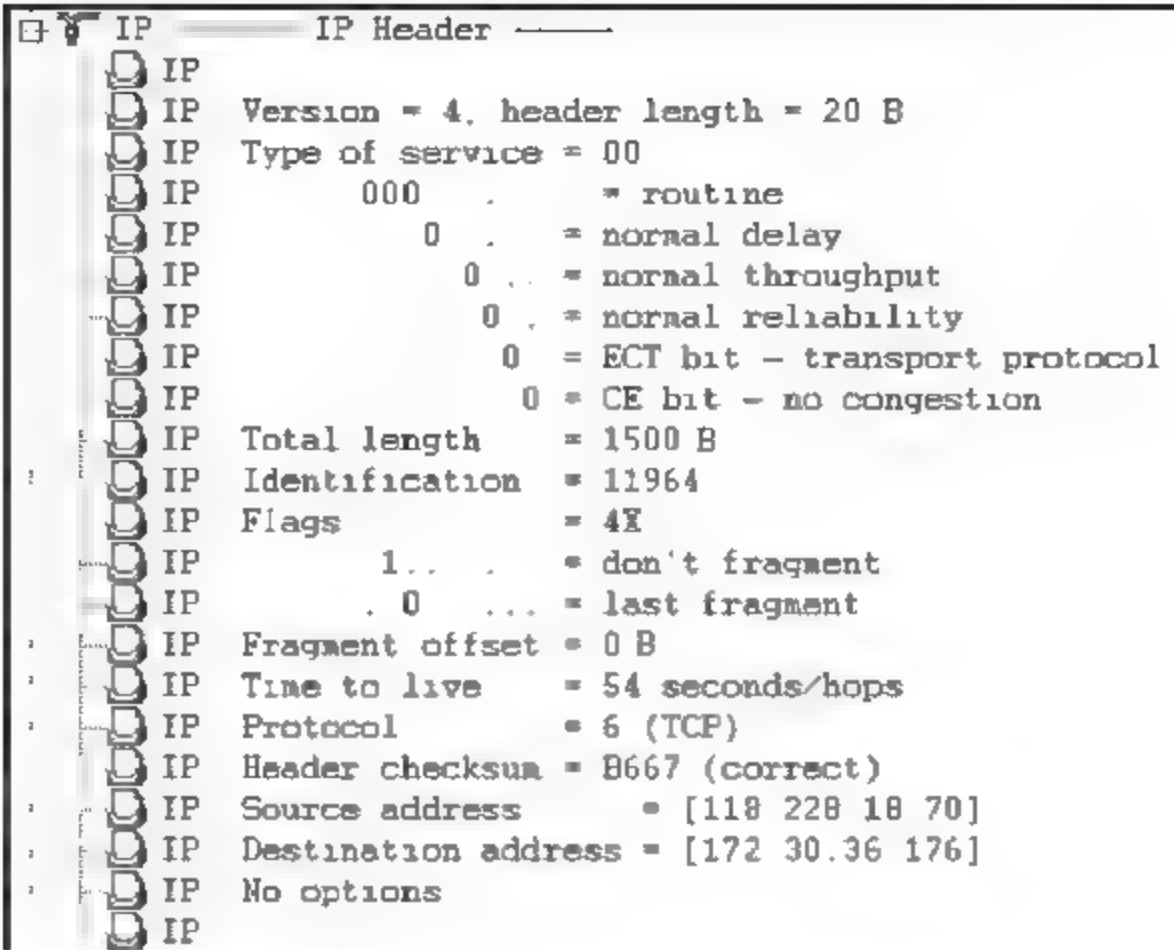 IP ——— IP Header ———
IP
IP Version = 4, header length = 20 B
IP Type of service = 00
IP 000 . = routine
IP 0 . = normal delay
IP 0 .. = normal throughput
IP 0 . = normal reliability
IP 0 = ECT bit - transport protocol
IP 0 = CE bit - no congestion
IP Total length = 1500 B
IP Identification = 11964
IP Flags = 4X
IP 1.. . = don't fragment
IP . 0 ... = last fragment
IP Fragment offset = 0 B
IP Time to live = 54 seconds/hops
IP Protocol = 6 (TCP)
IP Header checksum = B667 (correct)
IP Source address = [118 228 18 70]
IP Destination address = [172 30.36 176]
IP No options
IP